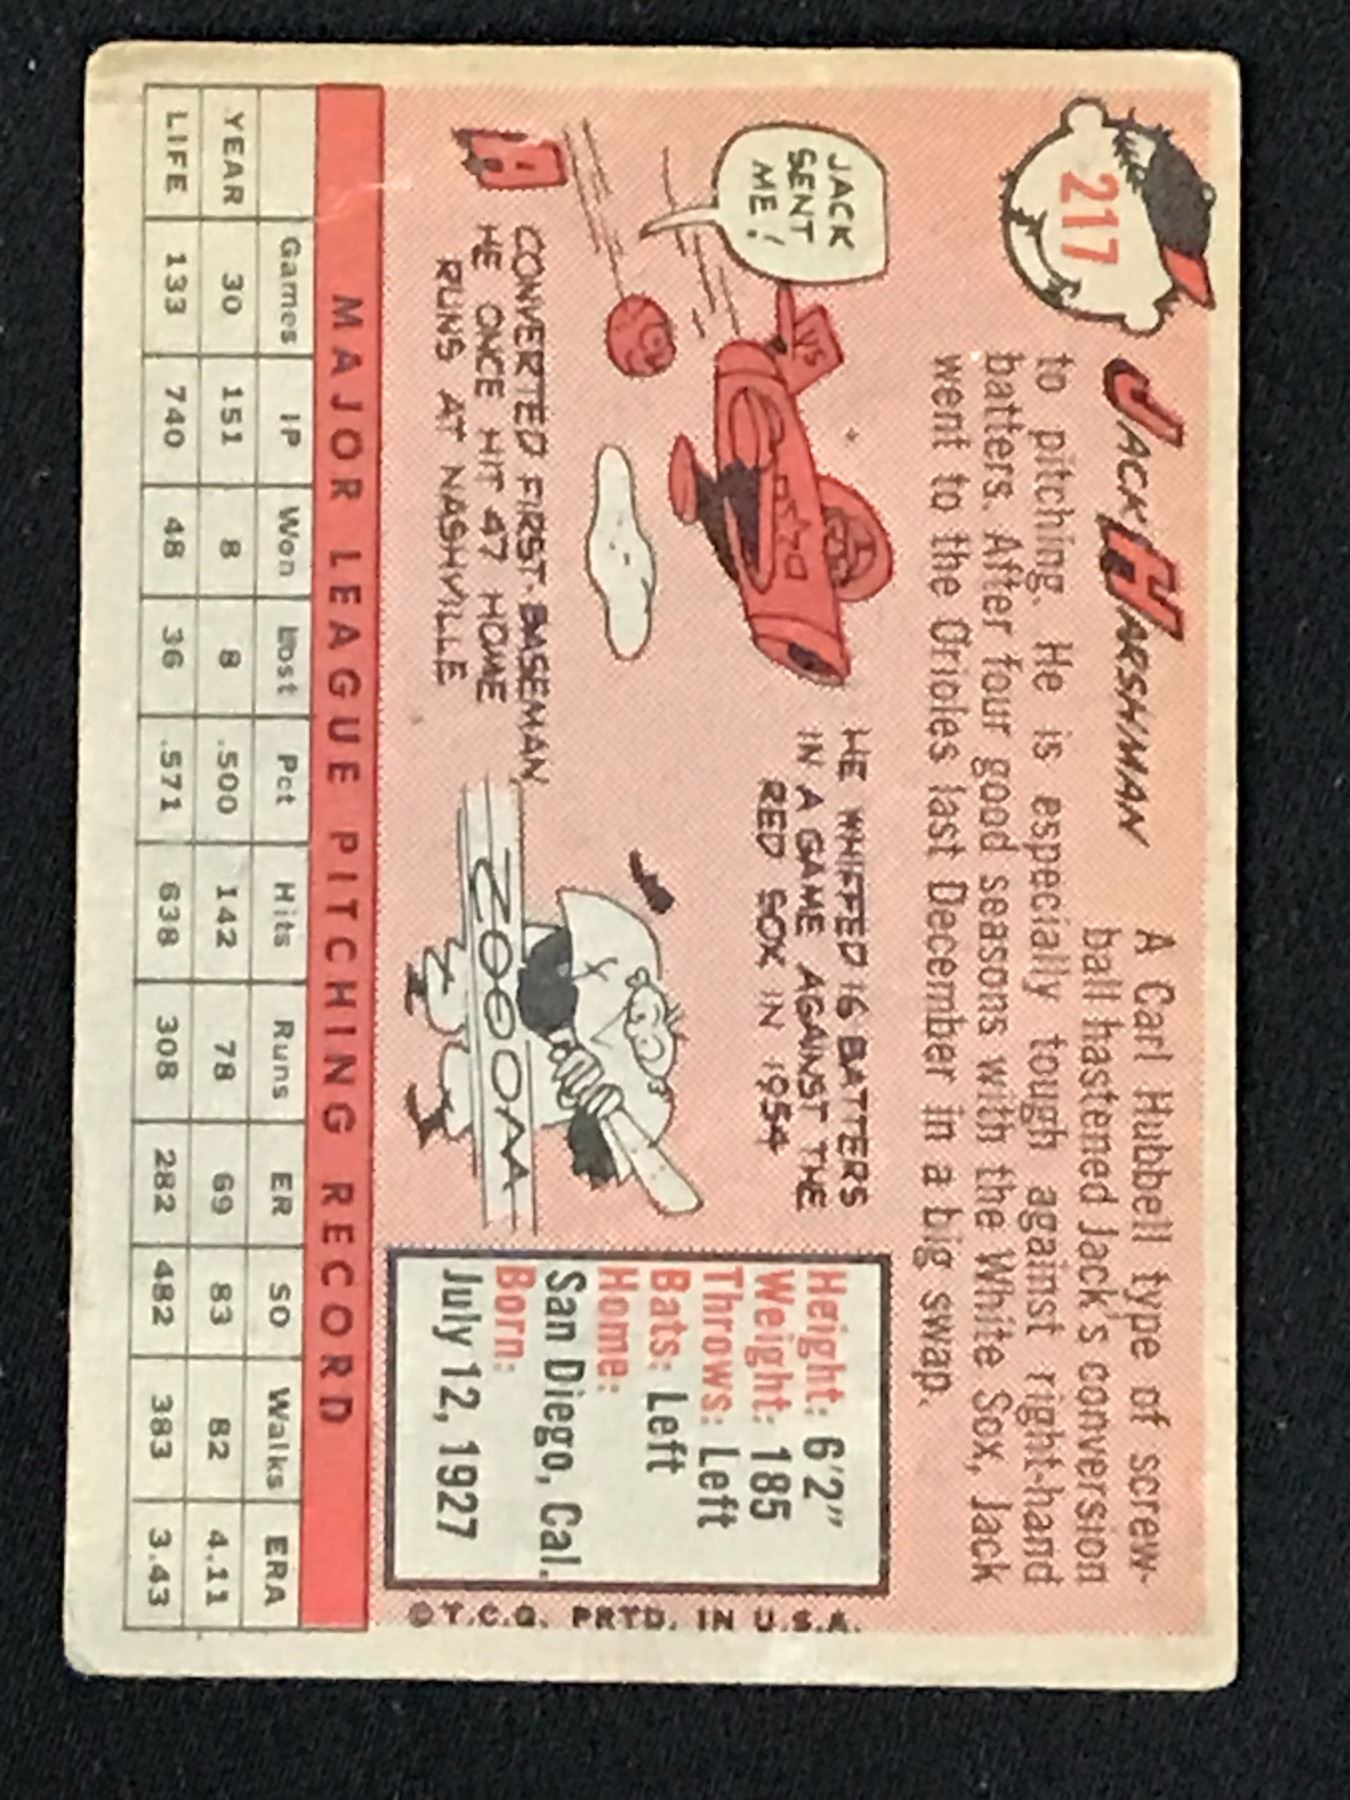 217
JACK HARSHMAN
A Carl Hubbell type of screw-
ball hastened Jack's conversion
to pitching. He is especially tough against right-hand
batters. After four good seasons with the White Sox, Jack
went to the Orioles last December in a big swap.
JACK
SENT
ME!
US
HE WHIFFED 16 BATTERS
IN A GAME AGAINST THE
RED SOX IN 1954
CONVERTED FIRST-BASEMAN,
HE ONCE HIT 47 HOME
RUNS AT NASHVILLE
ZOOOOM
Height: 6'2"
Weight: 185
Throws: Left
Bats: Left
Home:
San Diego, Cal.
Born:
July 12, 1927
© T.C.G. PRTD. IN U.S.A.
MAJOR LEAGUE PITCHING RECORD
Games IP Won Lost Pct Hits Runs ER SO Walks ERA
YEAR 30 151 8 8 .500 142 78 69 83 82 4.11
LIFE 133 740 48 36 .571 638 308 282 482 383 3.43